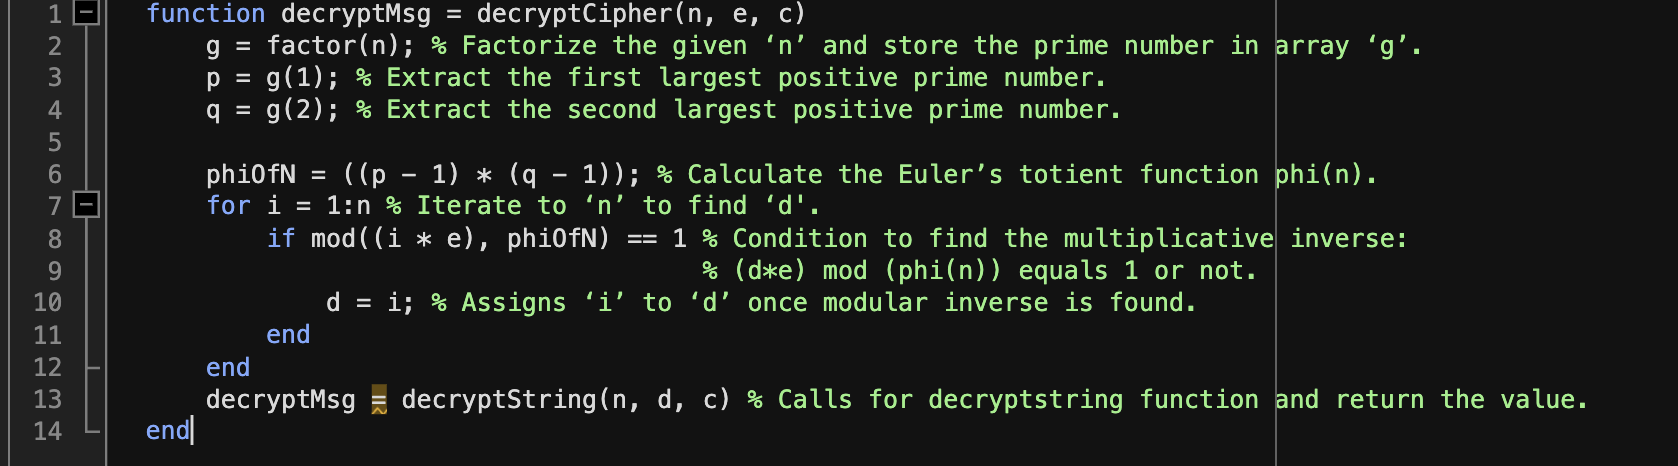 1 function decryptMsg = decryptCipher(n, e, c)
2 g = factor(n); % Factorize the given ‘n’ and store the prime number in array ‘g’.
3 p = g(1); % Extract the first largest positive prime number.
4 q = g(2); % Extract the second largest positive prime number.
5
6 phiOfN = ((p - 1) * (q - 1)); % Calculate the Euler’s totient function phi(n).
7 for i = 1:n % Iterate to ‘n’ to find ‘d'.
8 if mod((i * e), phiOfN) == 1 % Condition to find the multiplicative inverse:
9 % (d*e) mod (phi(n)) equals 1 or not.
10 d = i; % Assigns ‘i’ to ‘d’ once modular inverse is found.
11 end
12 end
13 decryptMsg = decryptString(n, d, c) % Calls for decryptstring function and return the value.
14 end